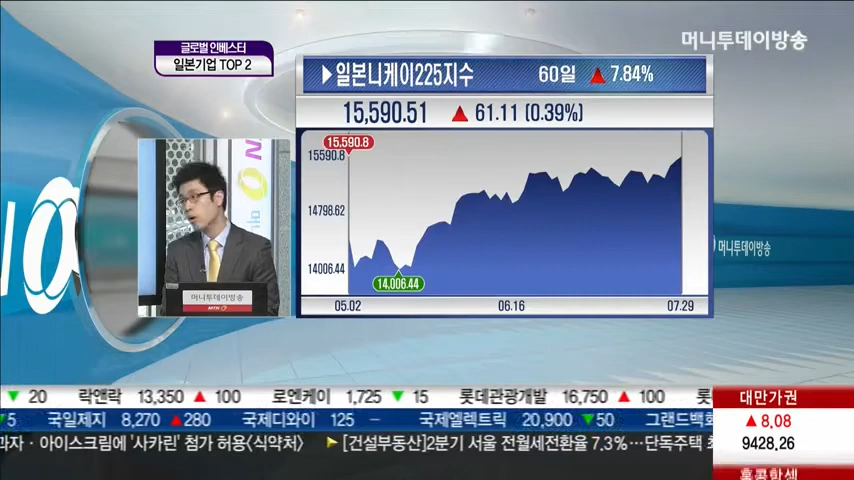 글로벌 인베스터
일본기업 TOP 2
머니투데이방송
▶일본니케이225지수 60일 ▲ 7.84%
15,590.51 ▲ 61.11 (0.39%)
15,590.8
15590.8
14798.62
14006.44
14,006.44
05.02 06.16 07.29
머니투데이방송
머니투데이방송
MTN
▼ 20 락앤락 13,350 ▲ 100 로엔케이 1,725 ▼ 15 롯데관광개발 16,750 ▲ 100 롯
▼5 국일제지 8,270 ▲280 국제디와이 125 - 국제엘렉트릭 20,900 ▼50 그랜드백화
과자·아이스크림에 '사카린' 첨가 허용<식약처> ▶[건설부동산]2분기 서울 전월세전환율 7.3%…단독주택 최
대만가권
▲ 8.08
9428.26
홍콩항셍